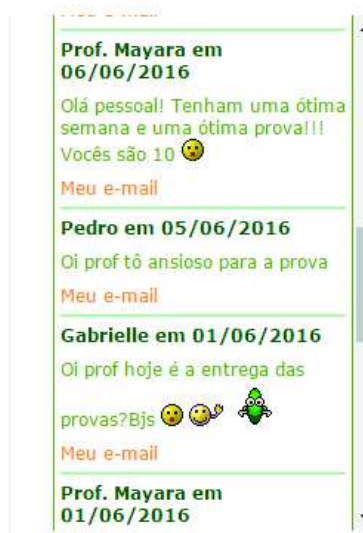 Meu e-mail
Prof. Mayara em
06/06/2016
Olá pessoal! Tenham uma ótima
semana e uma ótima prova!!!
Vocês são 10
Meu e-mail
Pedro em 05/06/2016
Oi prof tô ansioso para a prova
Meu e-mail
Gabrielle em 01/06/2016
Oi prof hoje é a entrega das
provas?Bjs
Meu e-mail
Prof. Mayara em
01/06/2016